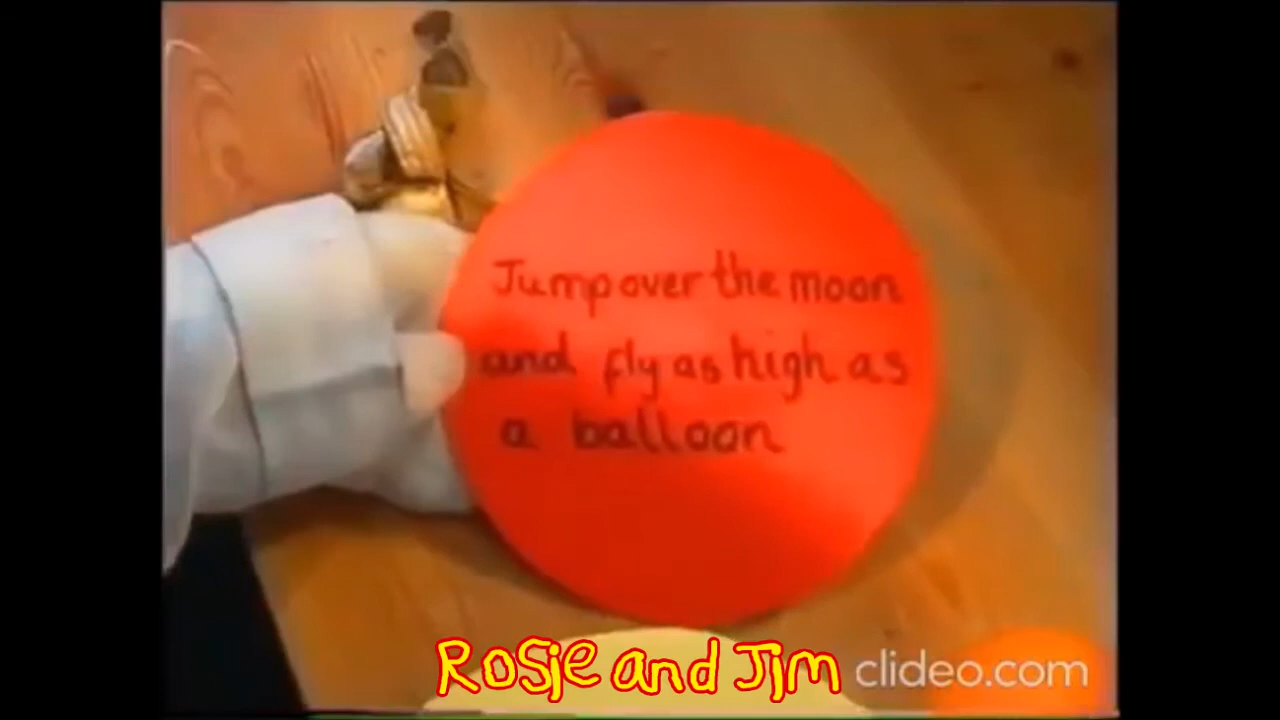 Jump over the moon
and fly as high as
a balloon
Rosie and Jim
clideo.com